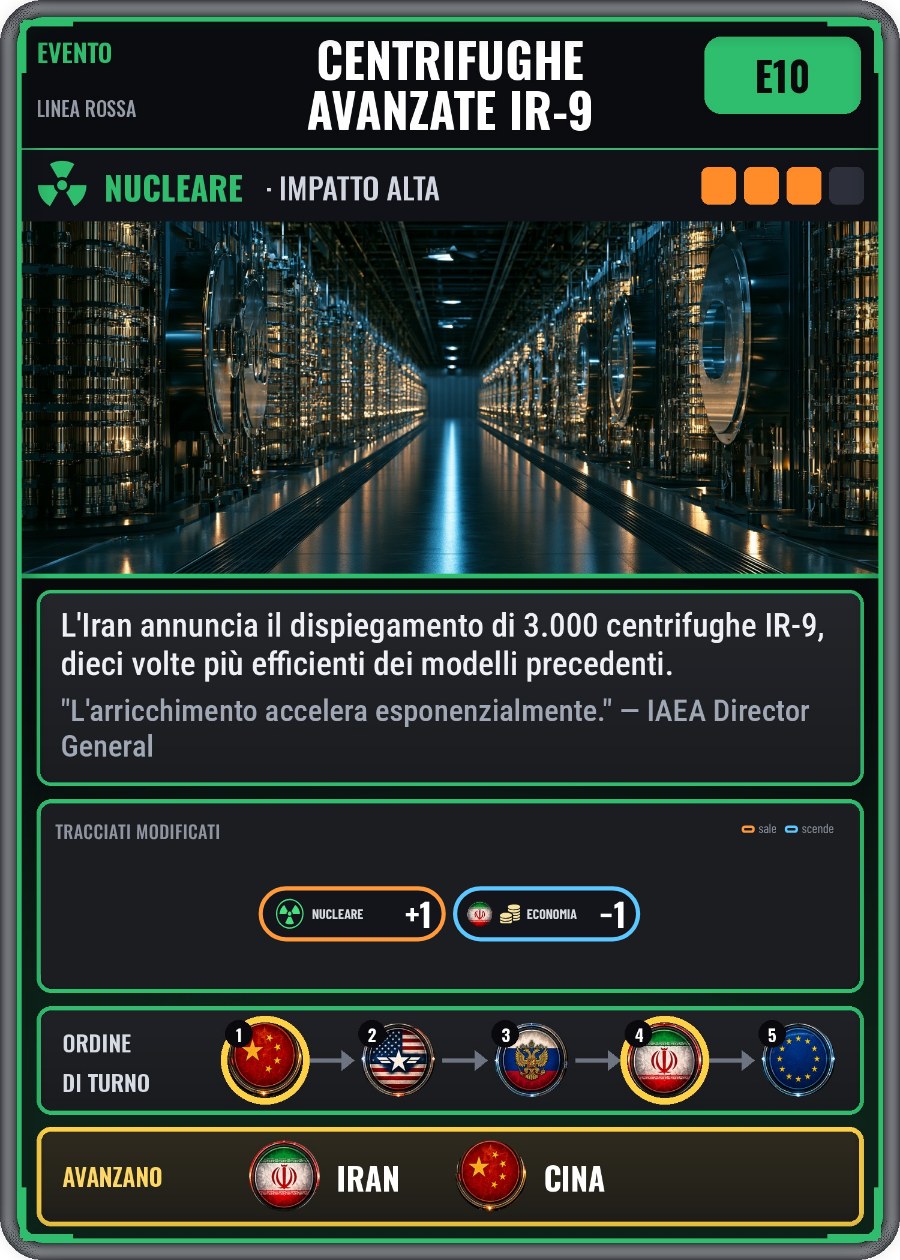 EVENTO
LINEA ROSSA
CENTRIFUGHE
AVANZATE IR-9
E10
NUCLEARE · IMPATTO ALTA
L'Iran annuncia il dispiegamento di 3.000 centrifughe IR-9,
dieci volte più efficienti dei modelli precedenti.
"L'arricchimento accelera esponenzialmente." — IAEA Director
General
TRACCIATI MODIFICATI
sale scende
NUCLEARE +1 ECONOMIA -1
ORDINE
DI TURNO
1 2 3 4 5
AVANZANO IRAN CINA